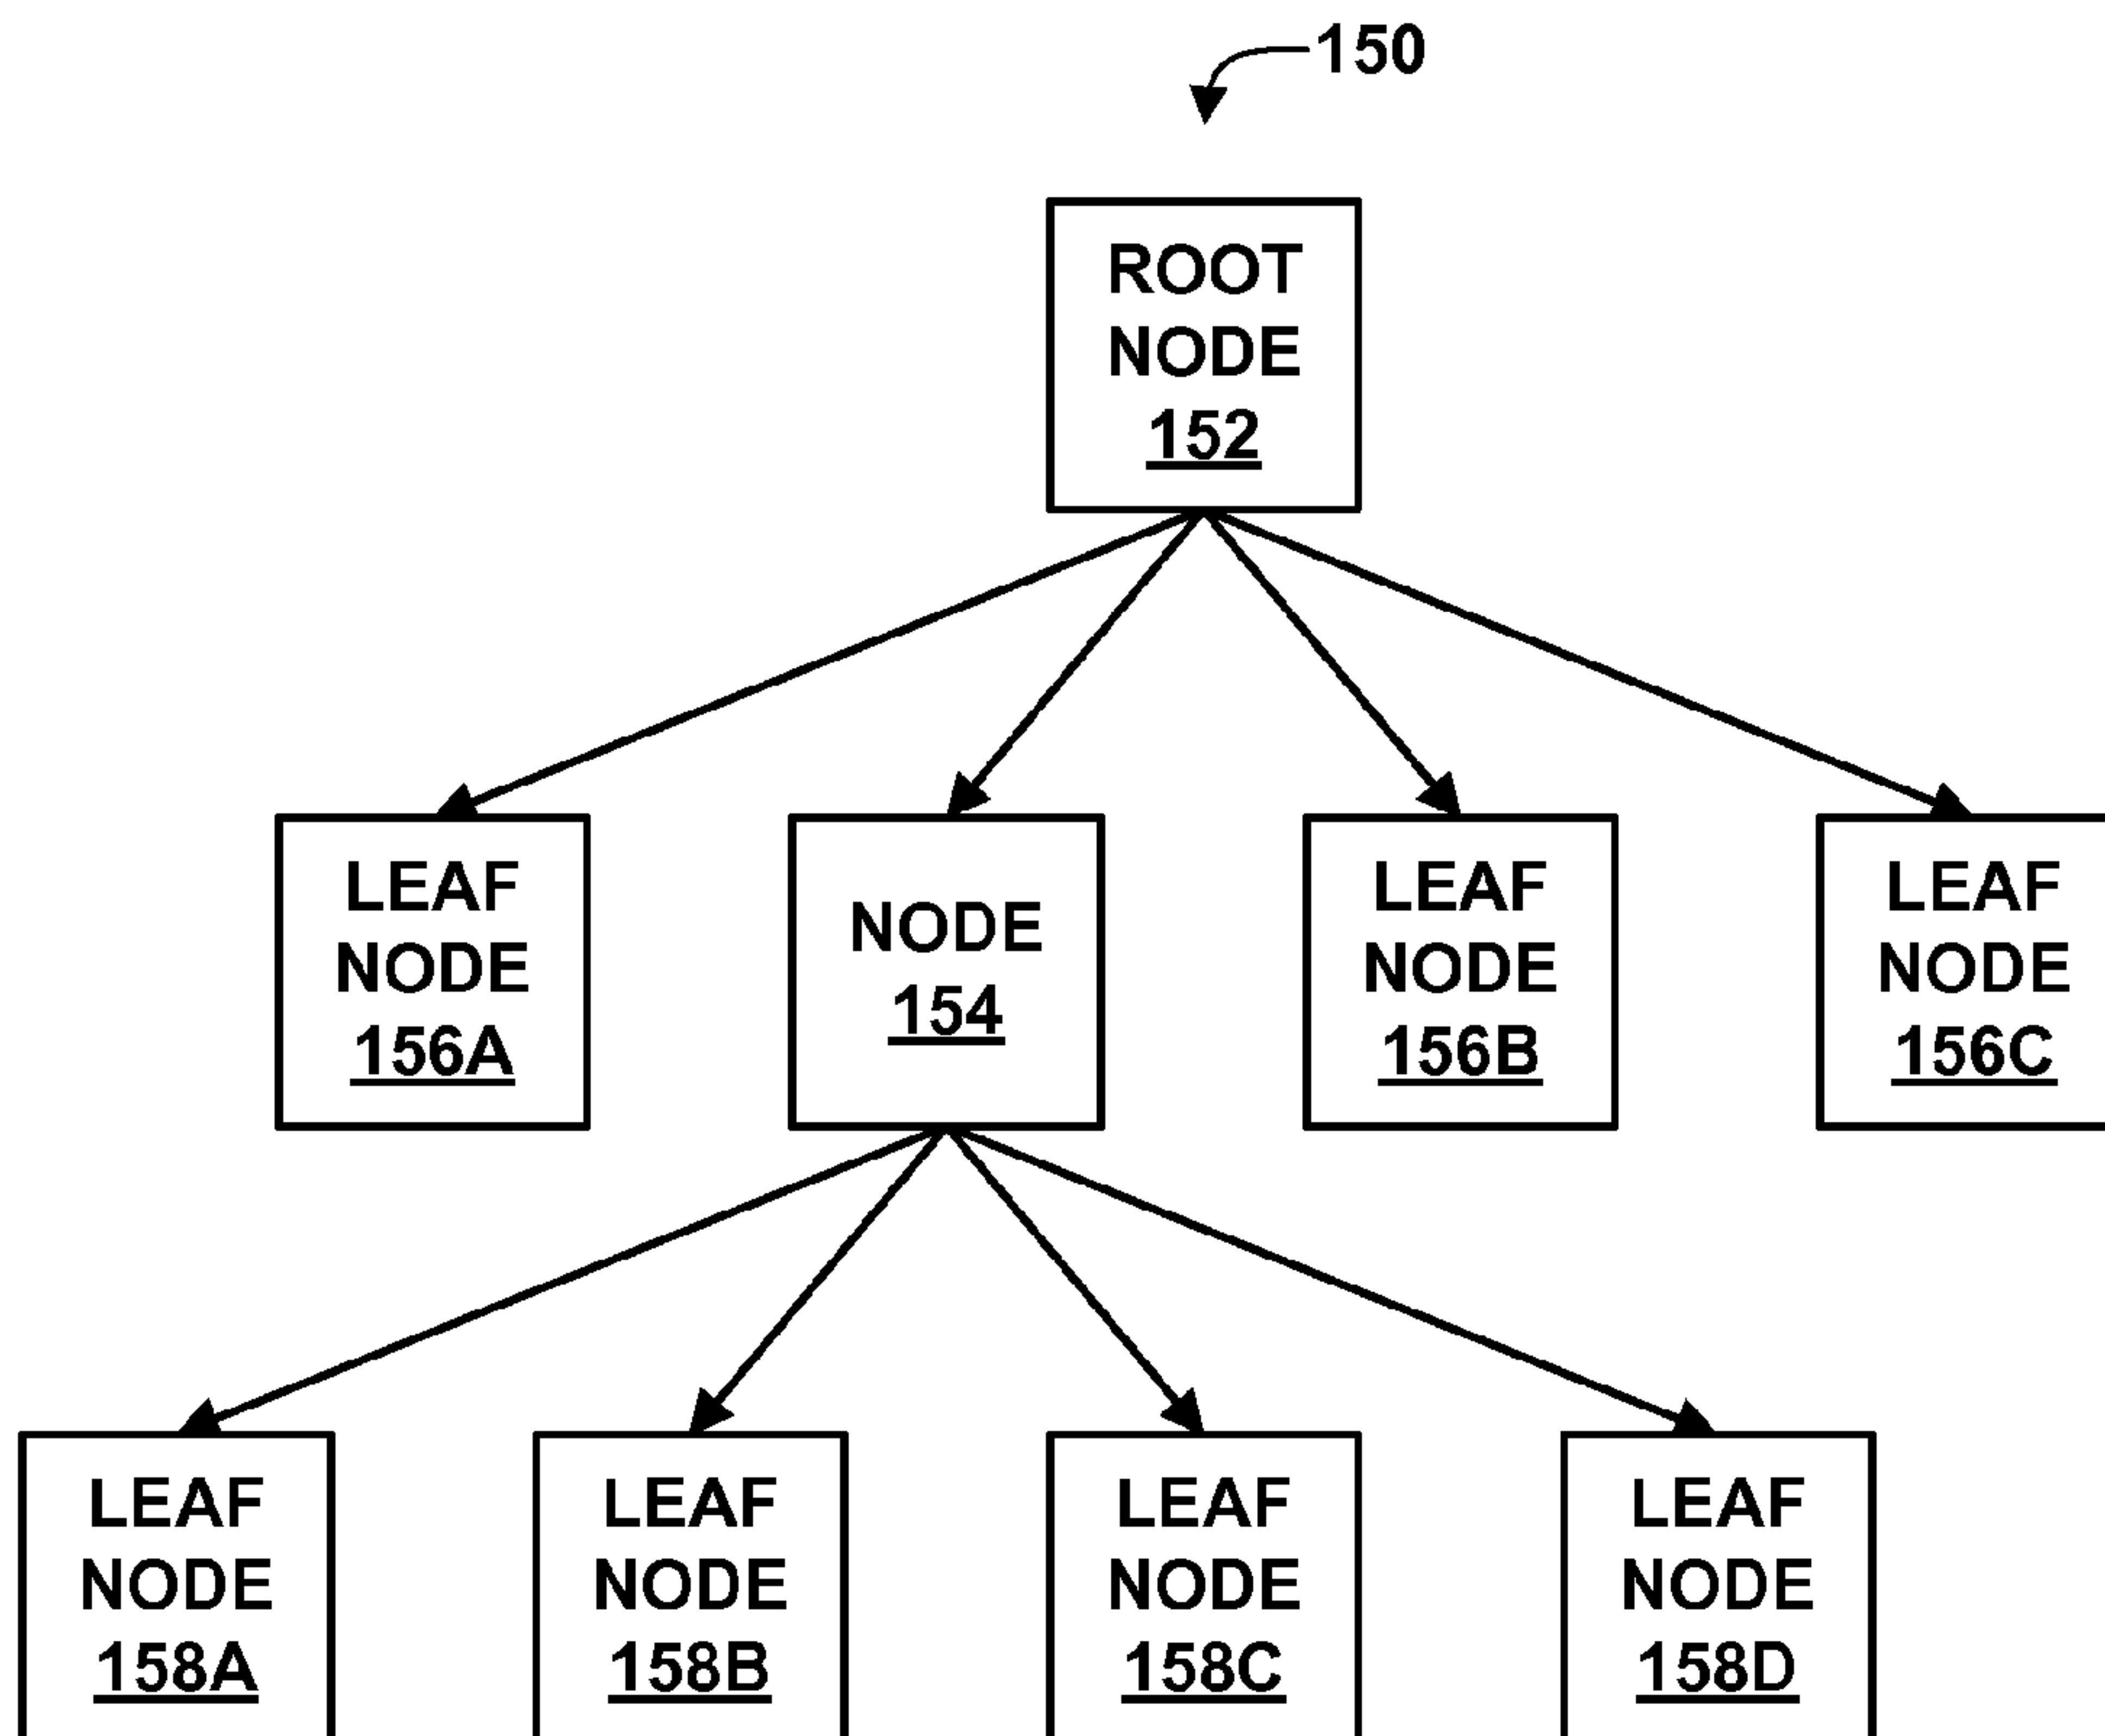 150
ROOT
NODE
152
LEAF
NODE
156A
NODE
154
LEAF
NODE
156B
LEAF
NODE
156C
LEAF
NODE
158A
LEAF
NODE
158B
LEAF
NODE
158C
LEAF
NODE
158D